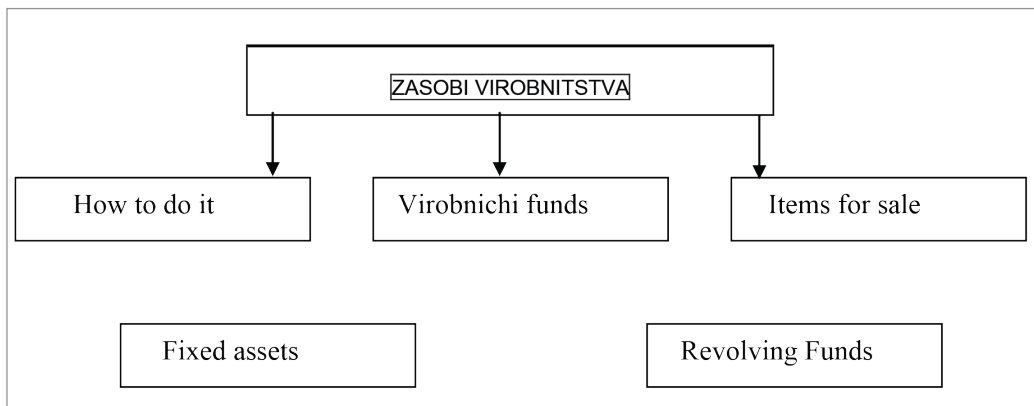 ZASOBI VIROBNITSTVA
How to do it
Virobnichi funds
Items for sale
Fixed assets
Revolving Funds